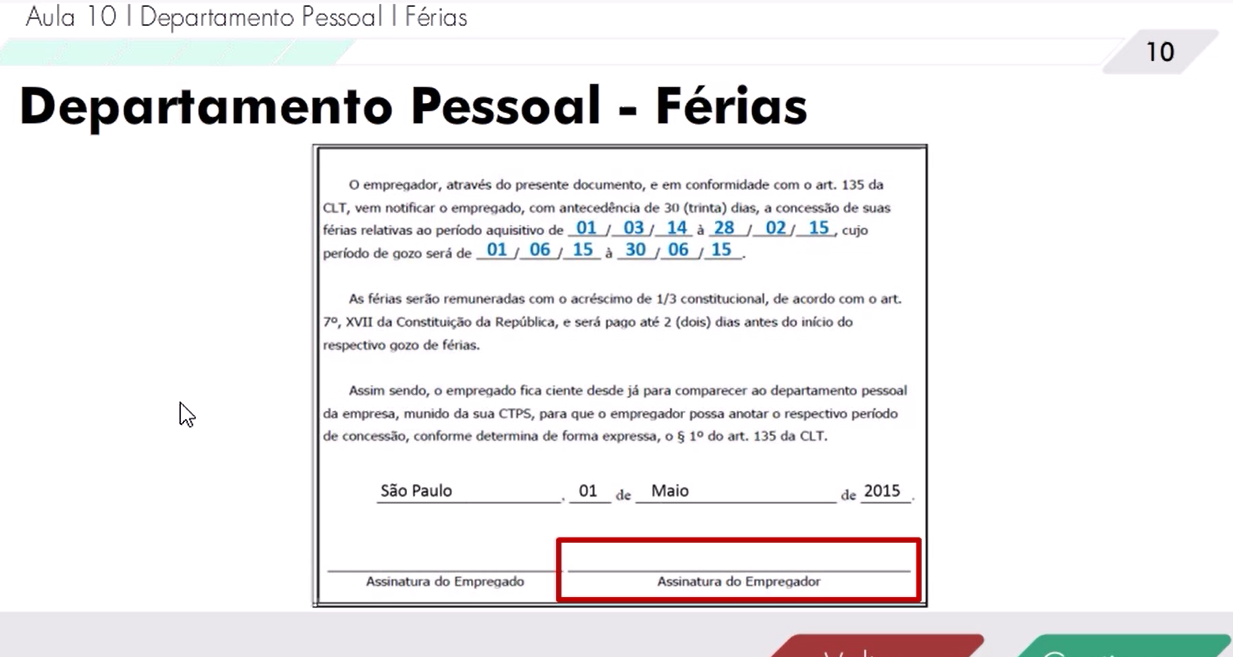 Aula 10 | Departamento Pessoal | Férias
10
Departamento Pessoal - Férias
O empregador, através do presente documento, e em conformidade com o art. 135 da
CLT, vem notificar o empregado, com antecedência de 30 (trinta) dias, a concessão de suas
férias relativas ao período aquisitivo de 01 / 03 / 14 à 28 / 02 / 15, cujo
período de gozo será de 01 / 06 / 15 à 30 / 06 / 15.
As férias serão remuneradas com o acréscimo de 1/3 constitucional, de acordo com o art.
7º, XVII da Constituição da República, e será pago até 2 (dois) dias antes do início do
respectivo gozo de férias.
Assim sendo, o empregado fica ciente desde já para comparecer ao departamento pessoal
da empresa, munido da sua CTPS, para que o empregador possa anotar o respectivo período
de concessão, conforme determina de forma expressa, o § 1º do art. 135 da CLT.
São Paulo, 01 de Maio de 2015.
Assinatura do Empregado Assinatura do Empregador